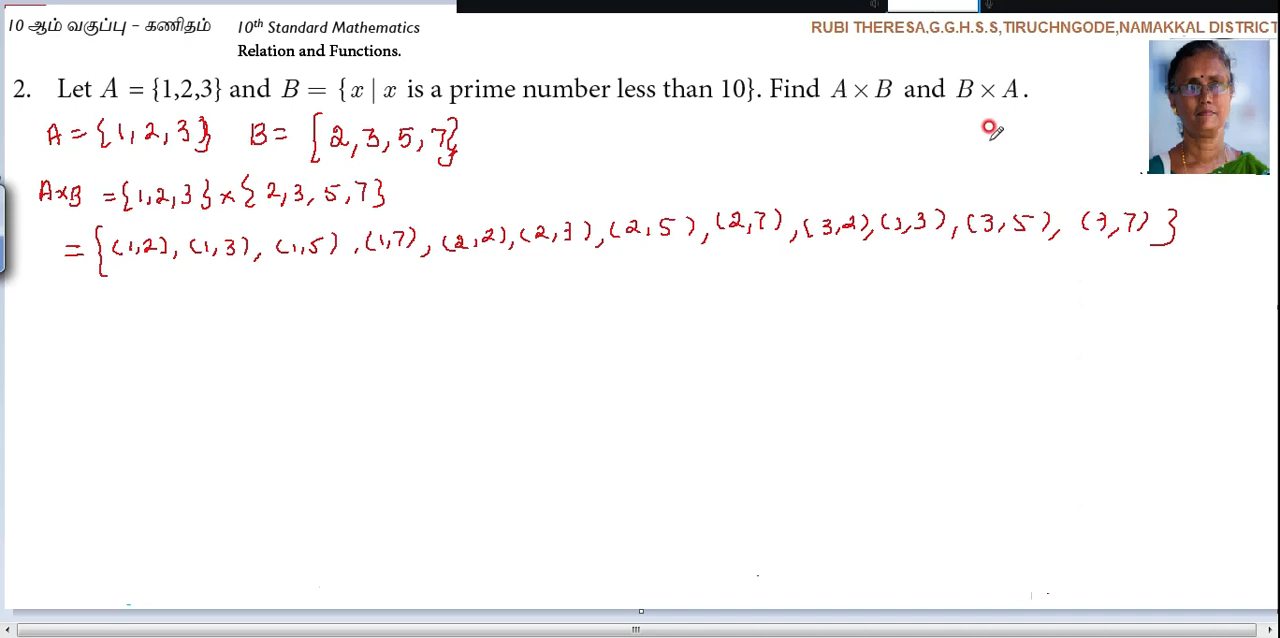 10 ஆம் வகுப்பு – கணிதம்
10th Standard Mathematics
RUBI THERESA,G.G.H.S.S,TIRUCHNGODE,NAMAKKAL DISTRICT
Relation and Functions.
2. Let A = {1,2,3} and B = {x | x is a prime number less than 10}. Find A × B and B × A.
A = {1, 2, 3} B = [2, 3, 5, 7}
A×B = {1,2,3} × {2,3,5,7}
= {(1,2), (1,3), (1,5), (1,7), (2,2), (2,3), (2,5), (2,7), (3,2), (3,3), (3,5), (3,7)}